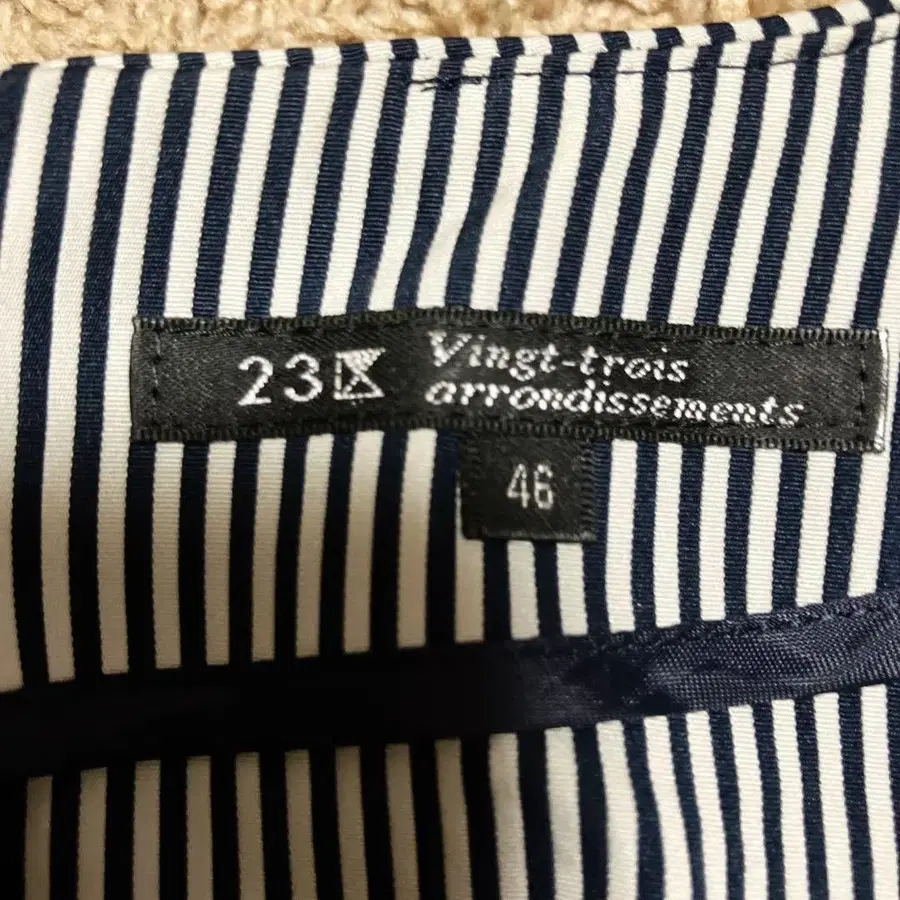 23区 Vingt-trois
arrondissements
46